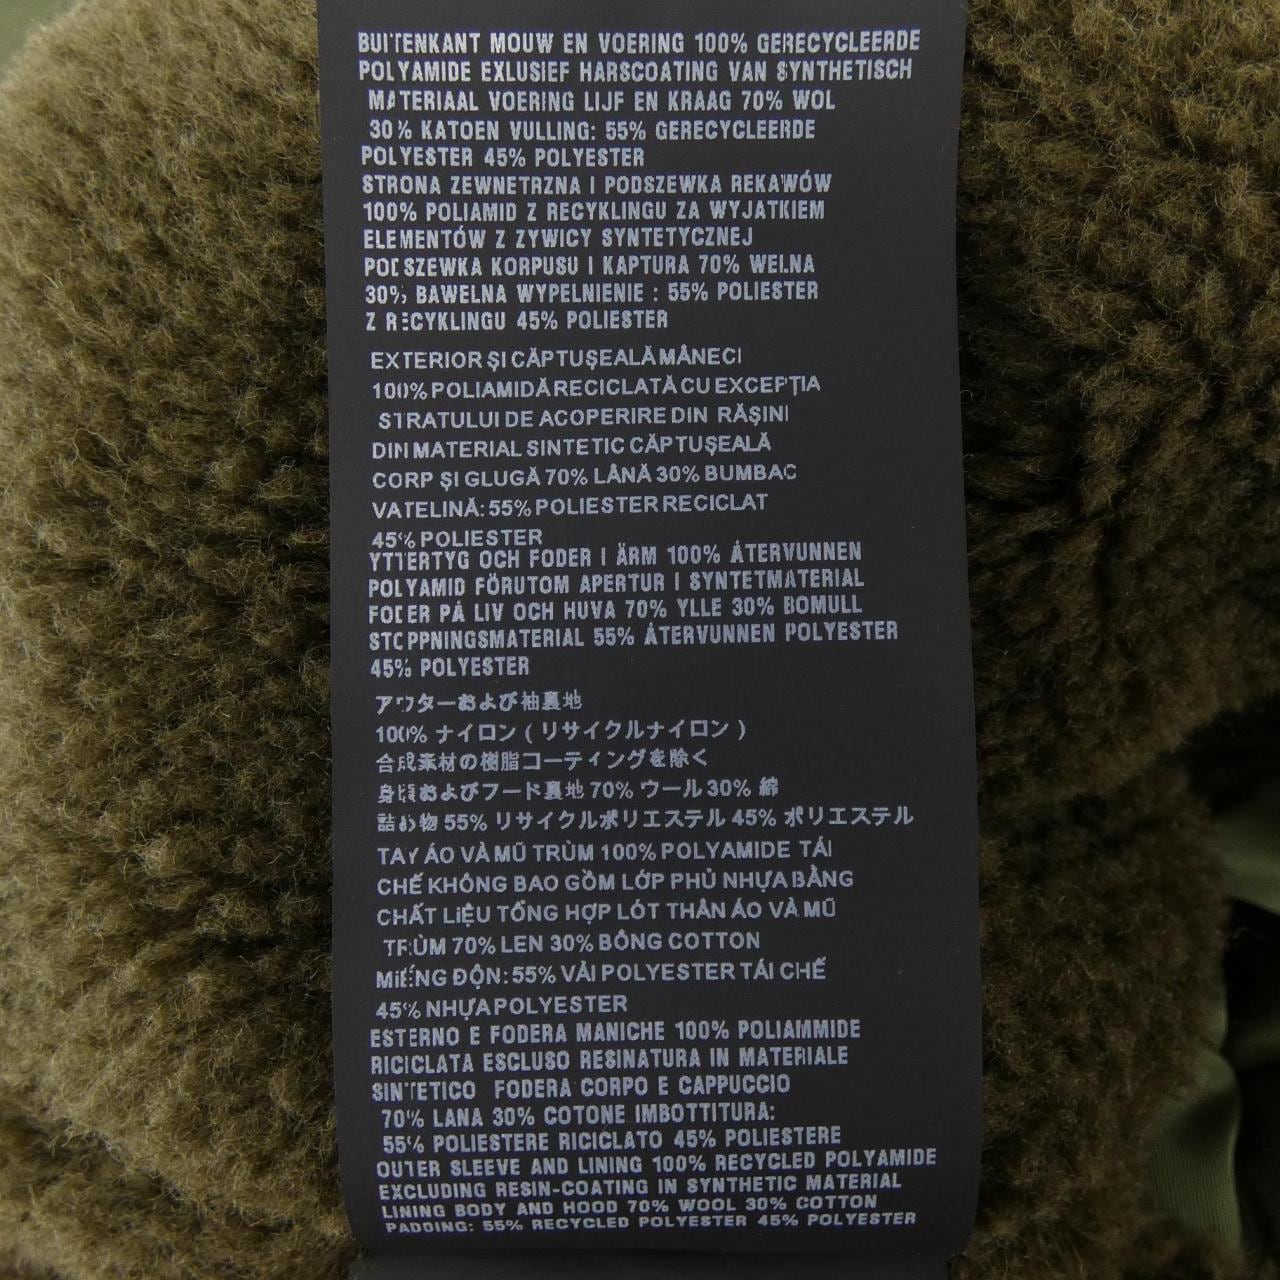 BUITENKANT MOUW EN VOERING 100% GERECYCLEERDE
POLYAMIDE EXLUSIEF HARSCOATING VAN SYNTHETISCH
MATERIAAL VOERING LIJF EN KRAAG 70% WOL
30% KATOEN VULLING: 55% GERECYCLEERDE
POLYESTER 45% POLYESTER
STRONA ZEWNETRZNA I PODSZEWKA REKAWÓW
100% POLIAMID Z RECYKLINGU ZA WYJATKIEM
ELEMENTÓW Z ZYWICY SYNTETYCZNEJ
PODSZEWKA KORPUSU I KAPTURA 70% WELNA
30% BAWELNA WYPELNIENIE : 55% POLIESTER
Z RECYKLINGU 45% POLIESTER
EXTERIOR ȘI CĂPTUȘEALĂ MÂNECI
100% POLIAMIDĂ RECICLATĂ CU EXCEPȚIA
STRATULUI DE ACOPERIRE DIN RĂȘINI
DIN MATERIAL SINTETIC CĂPTUȘEALĂ
CORP ȘI GLUGĂ 70% LÂNĂ 30% BUMBAC
VATELINĂ: 55% POLIESTER RECICLAT
45% POLIESTER
YTTERTYG OCH FODER I ÄRM 100% ÅTERVUNNEN
POLYAMID FÖRUTOM APERTUR I SYNTETMATERIAL
FODER PÅ LIV OCH HUVA 70% YLLE 30% BOMULL
STOPPNINGSMATERIAL 55% ÅTERVUNNEN POLYESTER
45% POLYESTER
アウターおよび袖裏地
100% ナイロン ( リサイクルナイロン )
合成素材の樹脂コーティングを除く
身頃およびフード裏地 70% ウール 30% 綿
詰め物 55% リサイクルポリエステル 45% ポリエステル
TAY ÁO VÀ MŨ TRÙM 100% POLYAMIDE TÁI
CHẾ KHÔNG BAO GỒM LỚP PHỦ NHỰA BẰNG
CHẤT LIỆU TỔNG HỢP LÓT THÂN ÁO VÀ MŨ
TRÙM 70% LEN 30% BÔNG COTTON
MIẾNG ĐỘN: 55% VẢI POLYESTER TÁI CHẾ
45% NHỰA POLYESTER
ESTERNO E FODERA MANICHE 100% POLIAMMIDE
RICICLATA ESCLUSO RESINATURA IN MATERIALE
SINTETICO FODERA CORPO E CAPPUCCIO
70% LANA 30% COTONE IMBOTTITURA:
55% POLIESTERE RICICLATO 45% POLIESTERE
OUTER SLEEVE AND LINING 100% RECYCLED POLYAMIDE
EXCLUDING RESIN-COATING IN SYNTHETIC MATERIAL
LINING BODY AND HOOD 70% WOOL 30% COTTON
PADDING: 55% RECYCLED POLYESTER 45% POLYESTER